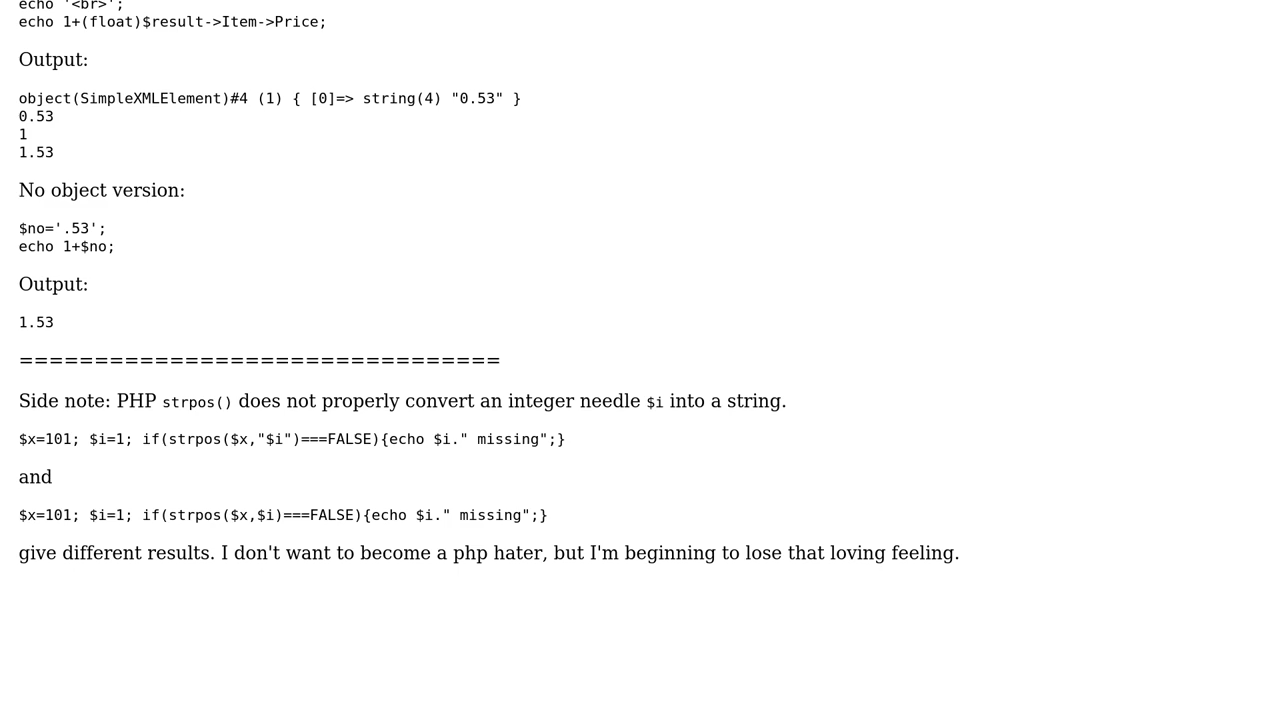 echo '<br>';
echo 1+(float)$result->Item->Price;
Output:
object(SimpleXMLElement)#4 (1) { [0]=> string(4) "0.53" }
0.53
1
1.53
No object version:
$no='.53';
echo 1+$no;
Output:
1.53
================================
Side note: PHP strpos() does not properly convert an integer needle $i into a string.
$x=101; $i=1; if(strpos($x,"$i")===FALSE){echo $i." missing";}
and
$x=101; $i=1; if(strpos($x,$i)===FALSE){echo $i." missing";}
give different results. I don't want to become a php hater, but I'm beginning to lose that loving feeling.